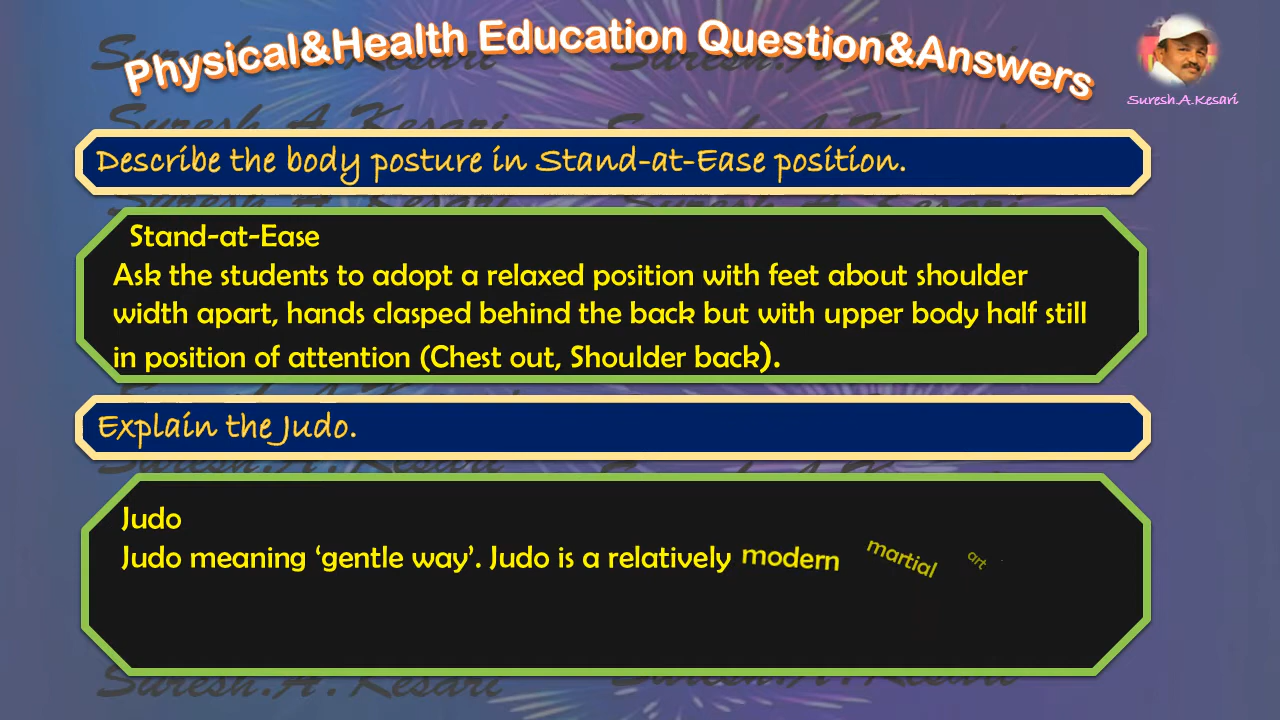 Physical&Health Education Question&Answers
Suresh.A.Kesari
Describe the body posture in Stand-at-Ease position.
Stand-at-Ease
Ask the students to adopt a relaxed position with feet about shoulder
width apart, hands clasped behind the back but with upper body half still
in position of attention (Chest out, Shoulder back).
Explain the Judo.
Judo
Judo meaning ‘gentle way’. Judo is a relatively modern martial art